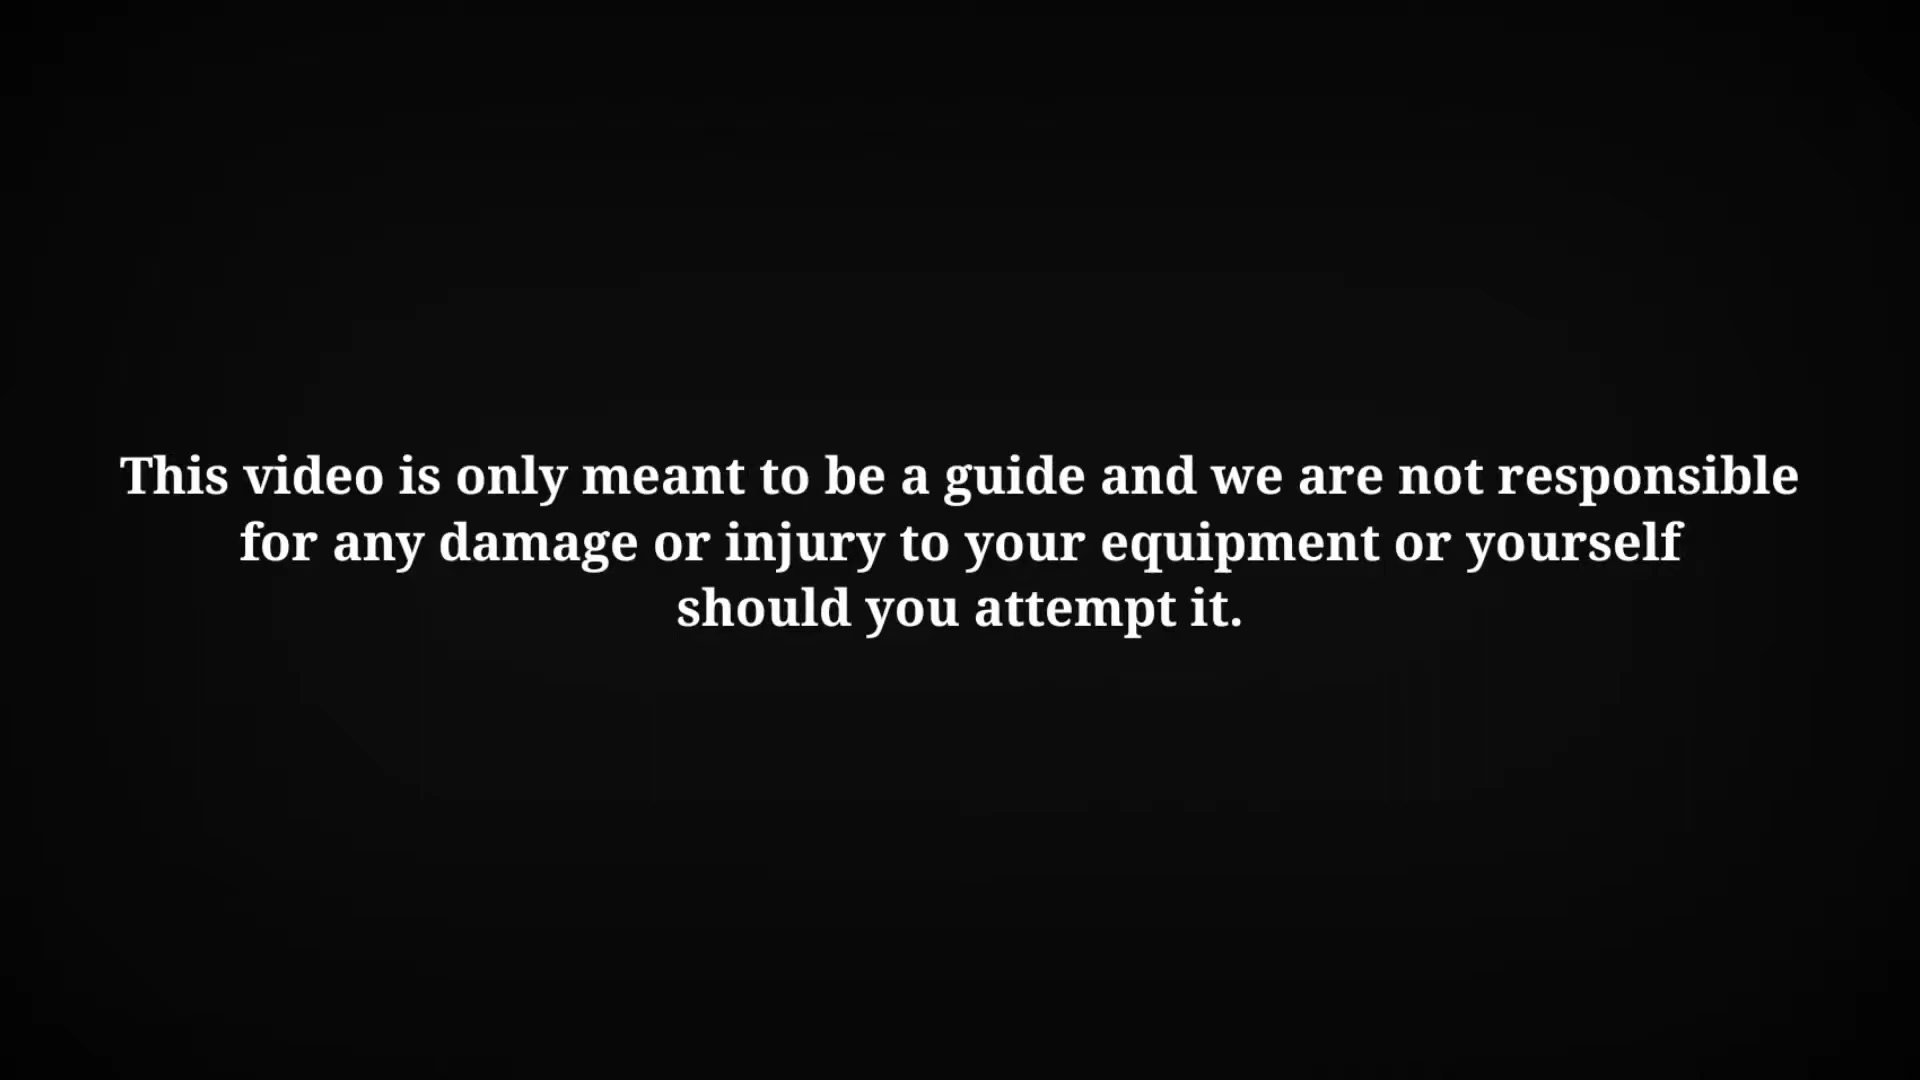 This video is only meant to be a guide and we are not responsible
for any damage or injury to your equipment or yourself
should you attempt it.